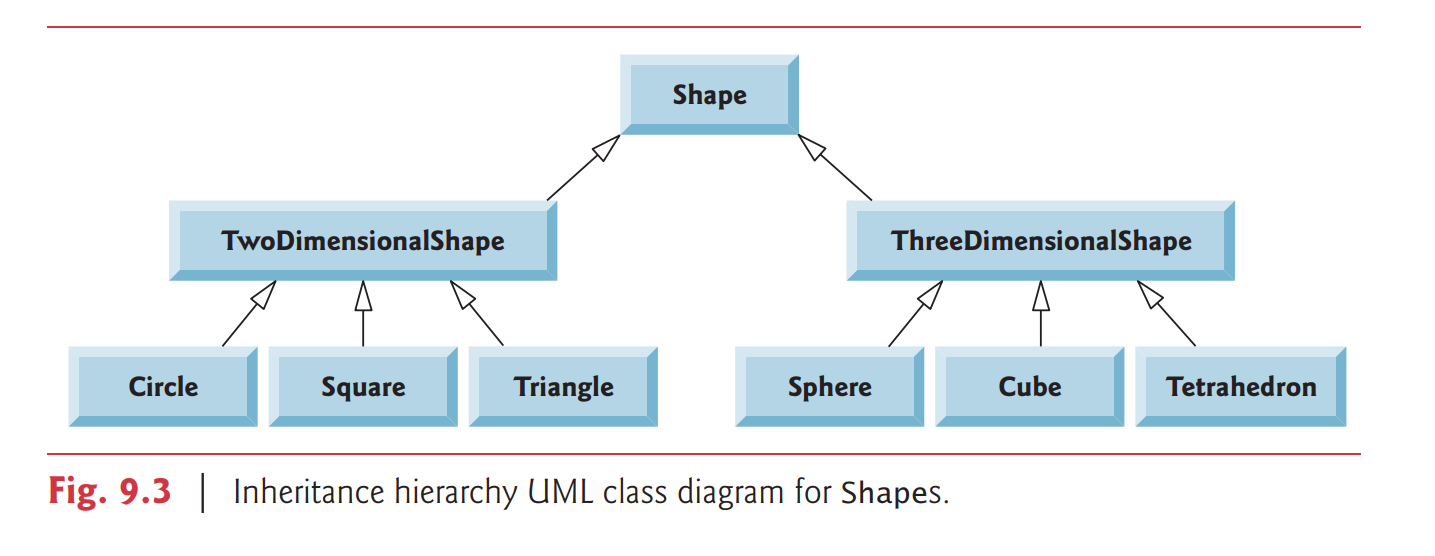 Shape
TwoDimensionalShape
ThreeDimensionalShape
Circle
Square
Triangle
Sphere
Cube
Tetrahedron
Fig. 9.3 | Inheritance hierarchy UML class diagram for Shapes.